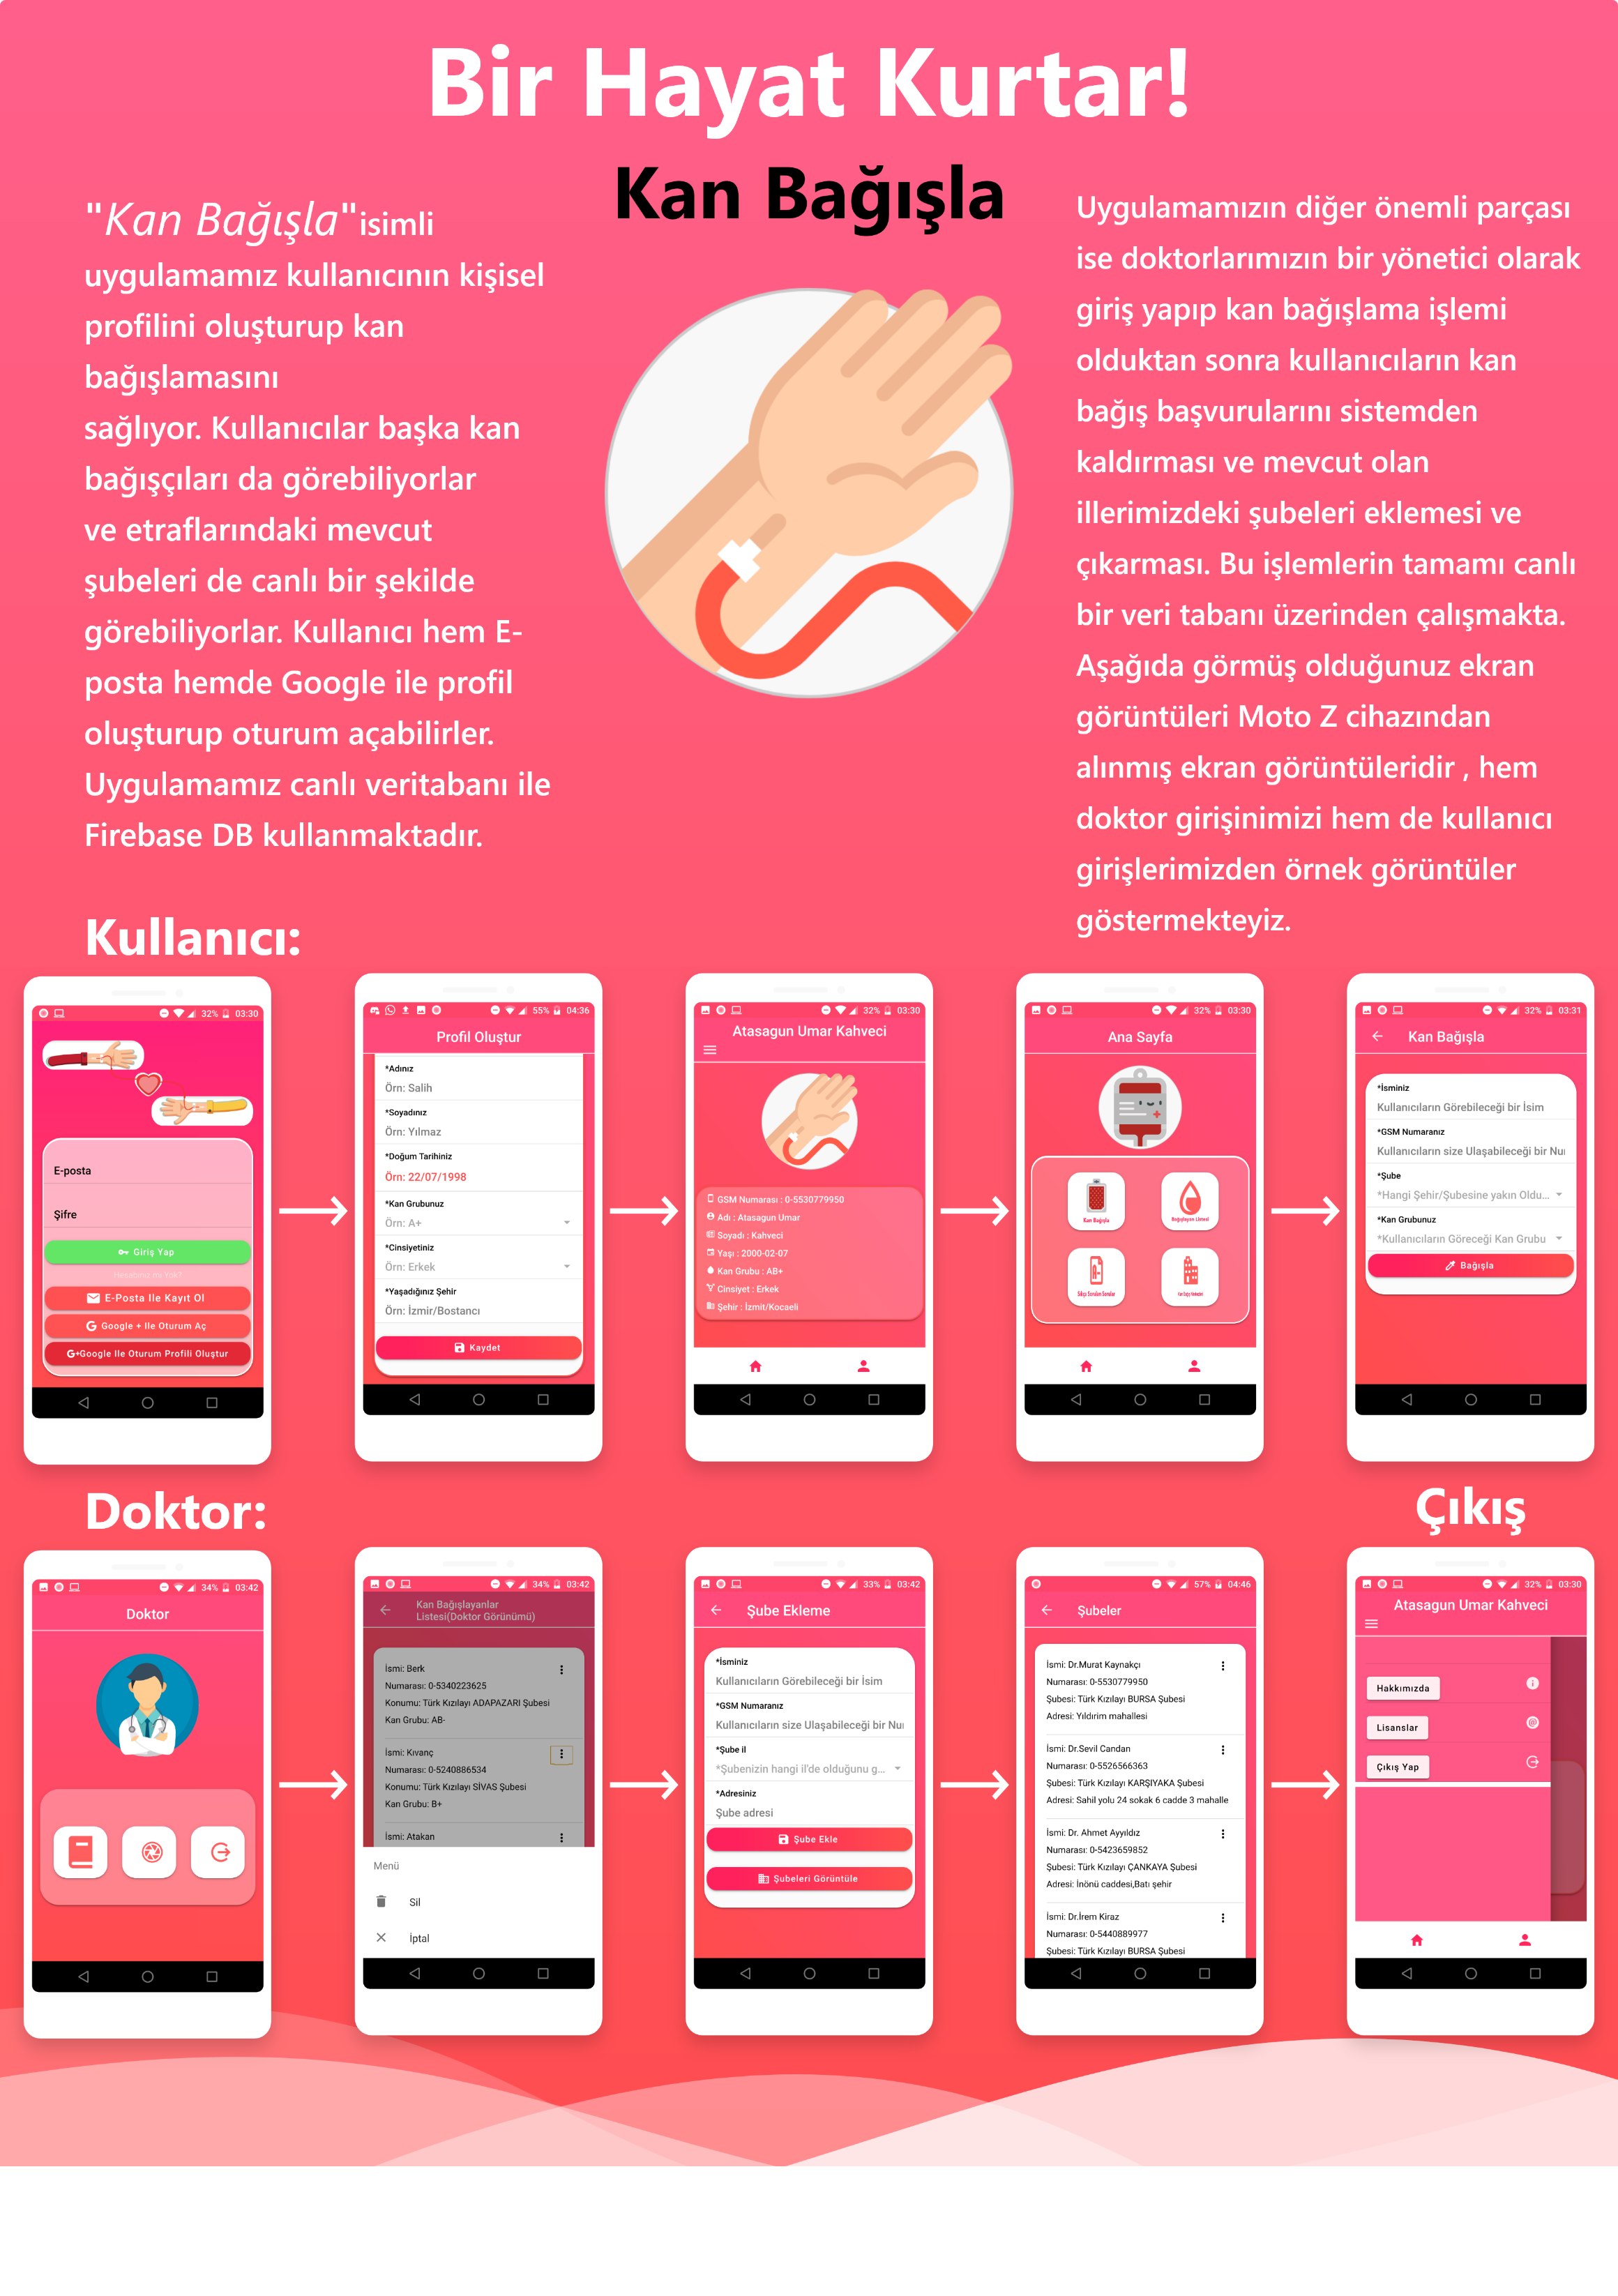 Bir Hayat Kurtar!
Kan Bağışla
"Kan Bağışla"isimli
uygulamamız kullanıcının kişisel
profilini oluşturup kan
bağışlamasını
sağlıyor. Kullanıcılar başka kan
bağışçıları da görebiliyorlar
ve etraflarındaki mevcut
şubeleri de canlı bir şekilde
görebiliyorlar. Kullanıcı hem E-
posta hemde Google ile profil
oluşturup oturum açabilirler.
Uygulamamız canlı veritabanı ile
Firebase DB kullanmaktadır.
Uygulamamızın diğer önemli parçası
ise doktorlarımızın bir yönetici olarak
giriş yapıp kan bağışlama işlemi
olduktan sonra kullanıcıların kan
bağış başvurularını sistemden
kaldırması ve mevcut olan
illerimizdeki şubeleri eklemesi ve
çıkarması. Bu işlemlerin tamamı canlı
bir veri tabanı üzerinden çalışmakta.
Aşağıda görmüş olduğunuz ekran
görüntüleri Moto Z cihazından
alınmış ekran görüntüleridir , hem
doktor girişinimizi hem de kullanıcı
girişlerimizden örnek görüntüler
göstermekteyiz.
Kullanıcı:
32% 03:30
E-posta
Şifre
Giriş Yap
Hesabınız mı Yok?
E-Posta Ile Kayıt Ol
Google + Ile Oturum Aç
G+Google Ile Oturum Profili Oluştur
55% 04:36
Profil Oluştur
*Adınız
Örn: Salih
*Soyadınız
Örn: Yılmaz
*Doğum Tarihiniz
Örn: 22/07/1998
*Kan Grubunuz
Örn: A+
*Cinsiyetiniz
Örn: Erkek
*Yaşadığınız Şehir
Örn: İzmir/Bostancı
Kaydet
32% 03:30
Atasagun Umar Kahveci
GSM Numarası : 0-5530779950
Adı : Atasagun Umar
Soyadı : Kahveci
Yaşı : 2000-02-07
Kan Grubu : AB+
Cinsiyet : Erkek
Şehir : İzmit/Kocaeli
32% 03:30
Ana Sayfa
Kan Bağışla
Bağışlayan Listesi
Sıkça Sorulan Sorular
32% 03:31
Kan Bağışla
*İsminiz
Kullanıcıların Görebileceği bir İsim
*GSM Numaranız
Kullanıcıların size Ulaşabileceği bir Nu
*Şube
*Hangi Şehir/Şubesine yakın Oldu...
*Kan Grubunuz
*Kullanıcıların Göreceği Kan Grubu
Bağışla
Doktor:
Çıkış
34% 03:42
Doktor
34% 03:42
Kan Bağışlayanlar
Listesi(Doktor Görünümü)
İsmi: Berk
Numarası: 0-5340223625
Konumu: Türk Kızılayı ADAPAZARI Şubesi
Kan Grubu: AB-
İsmi: Kıvanç
Numarası: 0-5240886534
Konumu: Türk Kızılayı SİVAS Şubesi
Kan Grubu: B+
İsmi: Atakan
Menü
Sil
İptal
33% 03:42
Şube Ekleme
*İsminiz
Kullanıcıların Görebileceği bir İsim
*GSM Numaranız
Kullanıcıların size Ulaşabileceği bir Nu
*Şube il
*Şubenizin hangi il'de olduğunu g...
*Adresiniz
Şube adresi
Şube Ekle
Şubeleri Görüntüle
57% 04:46
Şubeler
İsmi: Dr.Murat Kaynakçı
Numarası: 0-5530779950
Şubesi: Türk Kızılayı BURSA Şubesi
Adresi: Yıldırim mahallesi
İsmi: Dr.Sevil Candan
Numarası: 0-5526566363
Şubesi: Türk Kızılayı KARŞIYAKA Şubesi
Adresi: Sahil yolu 24 sokak 6 cadde 3 mahalle
İsmi: Dr. Ahmet Ayyıldız
Numarası: 0-5423659852
Şubesi: Türk Kızılayı ÇANKAYA Şubesi
Adresi: İnönü caddesi,Batı şehir
İsmi: Dr.İrem Kiraz
Numarası: 0-5440889977
Şubesi: Türk Kızılayı BURSA Şubesi
32% 03:30
Atasagun Umar Kahveci
Hakkımızda
Lisanslar
Çıkış Yap